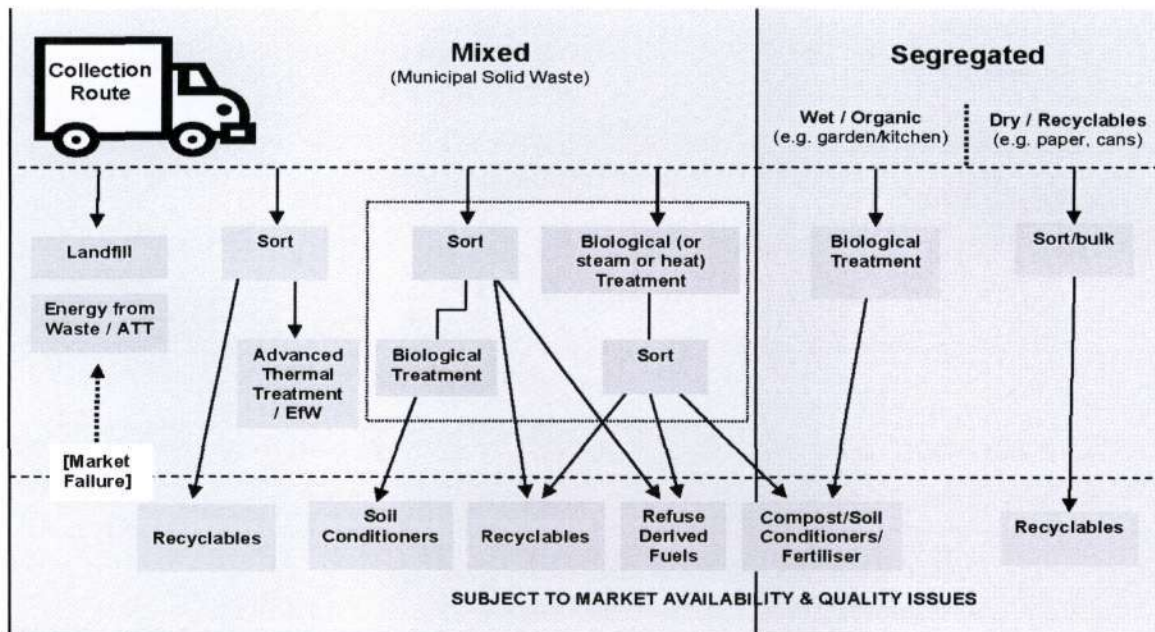 Collection
Route
Mixed
(Municipal Solid Waste)
Segregated
Wet / Organic
(e.g. garden/kitchen)
Dry / Recyclables
(e.g. paper, cans)
Landfill
Energy from
Waste / ATT
[Market
Failure]
Sort
Advanced
Thermal
Treatment
/ EfW
Sort
Biological
Treatment
Biological (or
steam or heat)
Treatment
Sort
Biological
Treatment
Sort/bulk
Recyclables
Soil
Conditioners
Recyclables
Refuse
Derived
Fuels
Compost/Soil
Conditioners/
Fertiliser
Recyclables
SUBJECT TO MARKET AVAILABILITY & QUALITY ISSUES